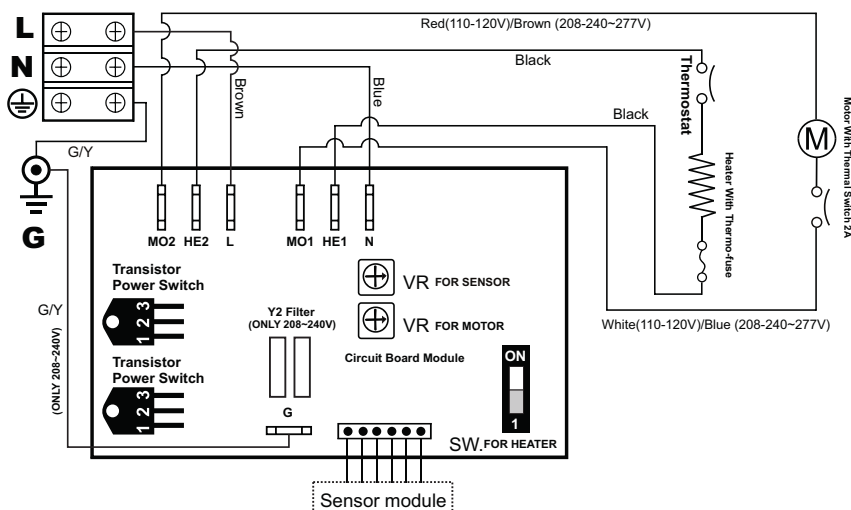 L
N
G/Y
G
Red(110-120V)/Brown (208-240~277V)
Black
Brown
Blue
Black
Thermostat
Heater With Thermo-fuse
M
Motor With Thermal Switch 2A
White(110-120V)/Blue (208-240~277V)
MO2 HE2 L MO1 HE1 N
Transistor
Power Switch
1 2 3
Transistor
Power Switch
1 2 3
G/Y
(ONLY 208~240V)
Y2 Filter
(ONLY 208~240V)
G
VR FOR SENSOR
VR FOR MOTOR
Circuit Board Module
ON
1
SW.FOR HEATER
Sensor module